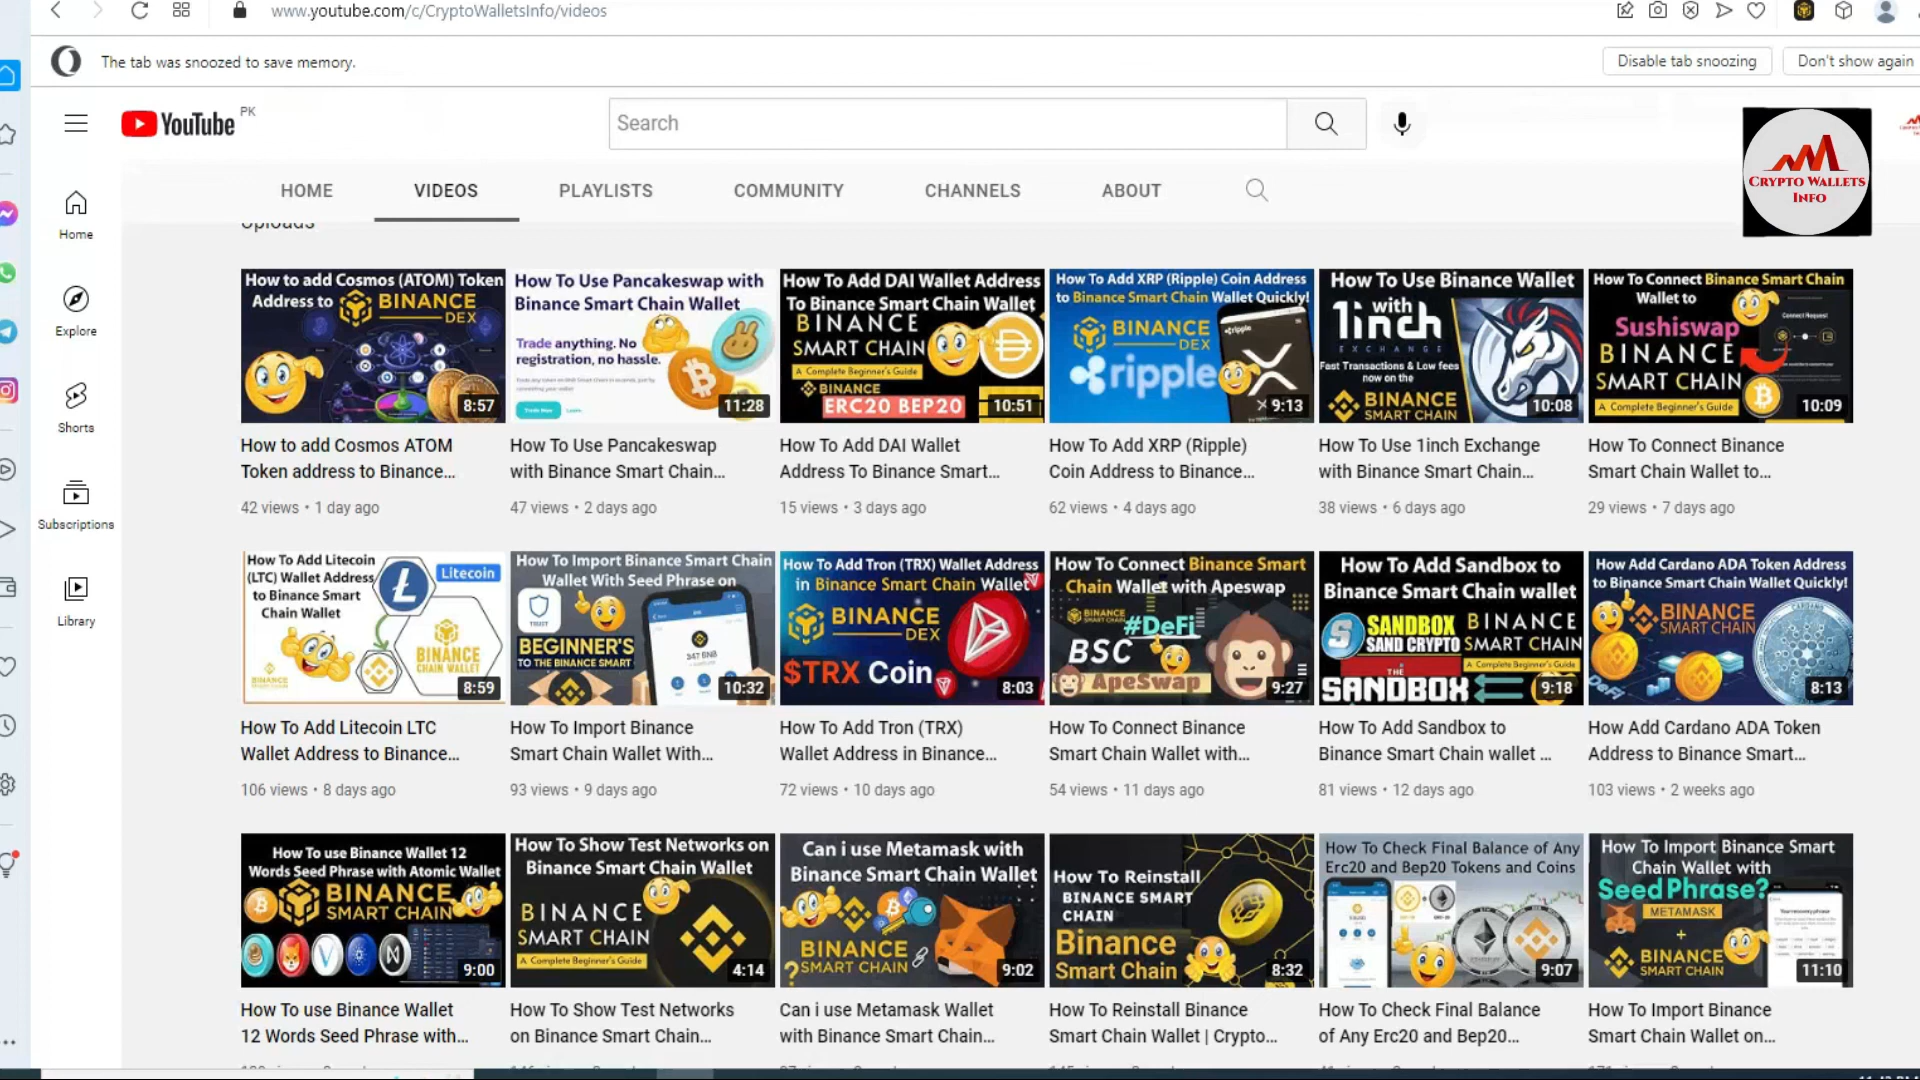 www.youtube.com/c/CryptoWalletsInfo/videos
The tab was snoozed to save memory.
Disable tab snoozing
Don't show again
YouTube PK
Search
CRYPTO WALLETS
INFO
HOME
VIDEOS
PLAYLISTS
COMMUNITY
CHANNELS
ABOUT
Home
Explore
Shorts
Subscriptions
Library
Uploads
How to add Cosmos (ATOM) Token
Address to BINANCE
DEX
8:57
How To Use Pancakeswap with
Binance Smart Chain Wallet
Trade anything. No
registration, no hassle.
Trade Now
11:28
How To Add DAI Wallet Address
To Binance Smart Chain Wallet
BINANCE
SMART CHAIN
A Complete Beginner's Guide
BINANCE
ERC20 BEP20
10:51
How To Add XRP (Ripple) Coin Address
to Binance Smart Chain Wallet Quickly!
BINANCE
DEX
ripple
9:13
How To Use Binance Wallet
with
1inch
EXCHANGE
Fast Transactions & Low fees
now on the
BINANCE
SMART CHAIN
10:08
How To Connect Binance Smart Chain
Wallet to
Sushiswap
BINANCE
SMART CHAIN
A Complete Beginner's Guide
10:09
How to add Cosmos ATOM
Token address to Binance...
42 views • 1 day ago
How To Use Pancakeswap
with Binance Smart Chain...
47 views • 2 days ago
How To Add DAI Wallet
Address To Binance Smart...
15 views • 3 days ago
How To Add XRP (Ripple)
Coin Address to Binance...
62 views • 4 days ago
How To Use 1inch Exchange
with Binance Smart Chain...
38 views • 6 days ago
How To Connect Binance
Smart Chain Wallet to...
29 views • 7 days ago
How To Add Litecoin
(LTC) Wallet Address
to Binance Smart
Chain Wallet
Litecoin
BINANCE
CHAIN WALLET
8:59
How To Import Binance Smart Chain
Wallet With Seed Phrase on
TRUST
BEGINNER'S
TO THE BINANCE SMART
10:32
How To Add Tron (TRX) Wallet Address
in Binance Smart Chain Wallet
BINANCE
DEX
$TRX Coin
8:03
How To Connect Binance Smart
Chain Wallet with Apeswap
BINANCE
SMART CHAIN
#DeFi
BSC
ApeSwap
9:27
How To Add Sandbox to
Binance Smart Chain wallet
SANDBOX
SAND CRYPTO
BINANCE
SMART CHAIN
A Complete Beginner's Guide
THE
SANDBOX
9:18
How Add Cardano ADA Token Address
to Binance Smart Chain Wallet Quickly!
BINANCE
SMART CHAIN
CARDANO
DeFi
8:13
How To Add Litecoin LTC
Wallet Address to Binance...
106 views • 8 days ago
How To Import Binance
Smart Chain Wallet With...
93 views • 9 days ago
How To Add Tron (TRX)
Wallet Address in Binance...
72 views • 10 days ago
How To Connect Binance
Smart Chain Wallet with...
54 views • 11 days ago
How To Add Sandbox to
Binance Smart Chain wallet ...
81 views • 12 days ago
How Add Cardano ADA Token
Address to Binance Smart...
103 views • 2 weeks ago
How To use Binance Wallet 12
Words Seed Phrase with Atomic Wallet
BINANCE
SMART CHAIN
9:00
How To Show Test Networks on
Binance Smart Chain Wallet
BINANCE
SMART CHAIN
A Complete Beginner's Guide
4:14
Can i use Metamask with
Binance Smart Chain Wallet
BINANCE
SMART CHAIN
?
9:02
How To Reinstall
BINANCE SMART
CHAIN
Binance
Smart Chain
8:32
How To Check Final Balance of Any
Erc20 and Bep20 Tokens and Coins
9:07
How To Import Binance Smart
Chain Wallet with
Seed Phrase?
METAMASK
+
BINANCE
SMART CHAIN
11:10
How To use Binance Wallet
12 Words Seed Phrase with...
How To Show Test Networks
on Binance Smart Chain...
Can i use Metamask Wallet
with Binance Smart Chain...
How To Reinstall Binance
Smart Chain Wallet | Crypto...
How To Check Final Balance
of Any Erc20 and Bep20...
How To Import Binance
Smart Chain Wallet on...